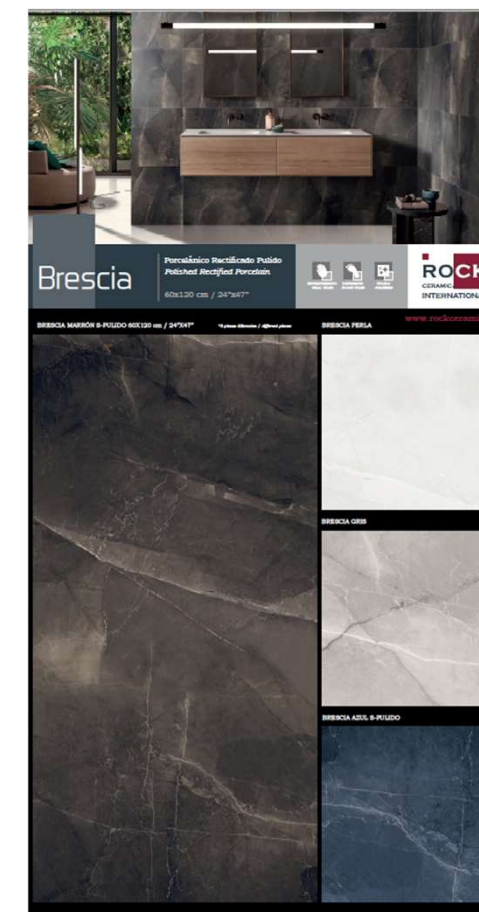 Brescia
Porcelánico Rectificado Pulido
Polished Rectified Porcelain
60x120 cm / 24"x47"
ROCK
CERAMIC
INTERNATIONA
www.rockcerami
BRESCIA MARRÓN S-PULIDO 60X120 cm / 24"X47"
BRESCIA PERLA
BRESCIA GRIS
BRESCIA AZUL S-PULIDO